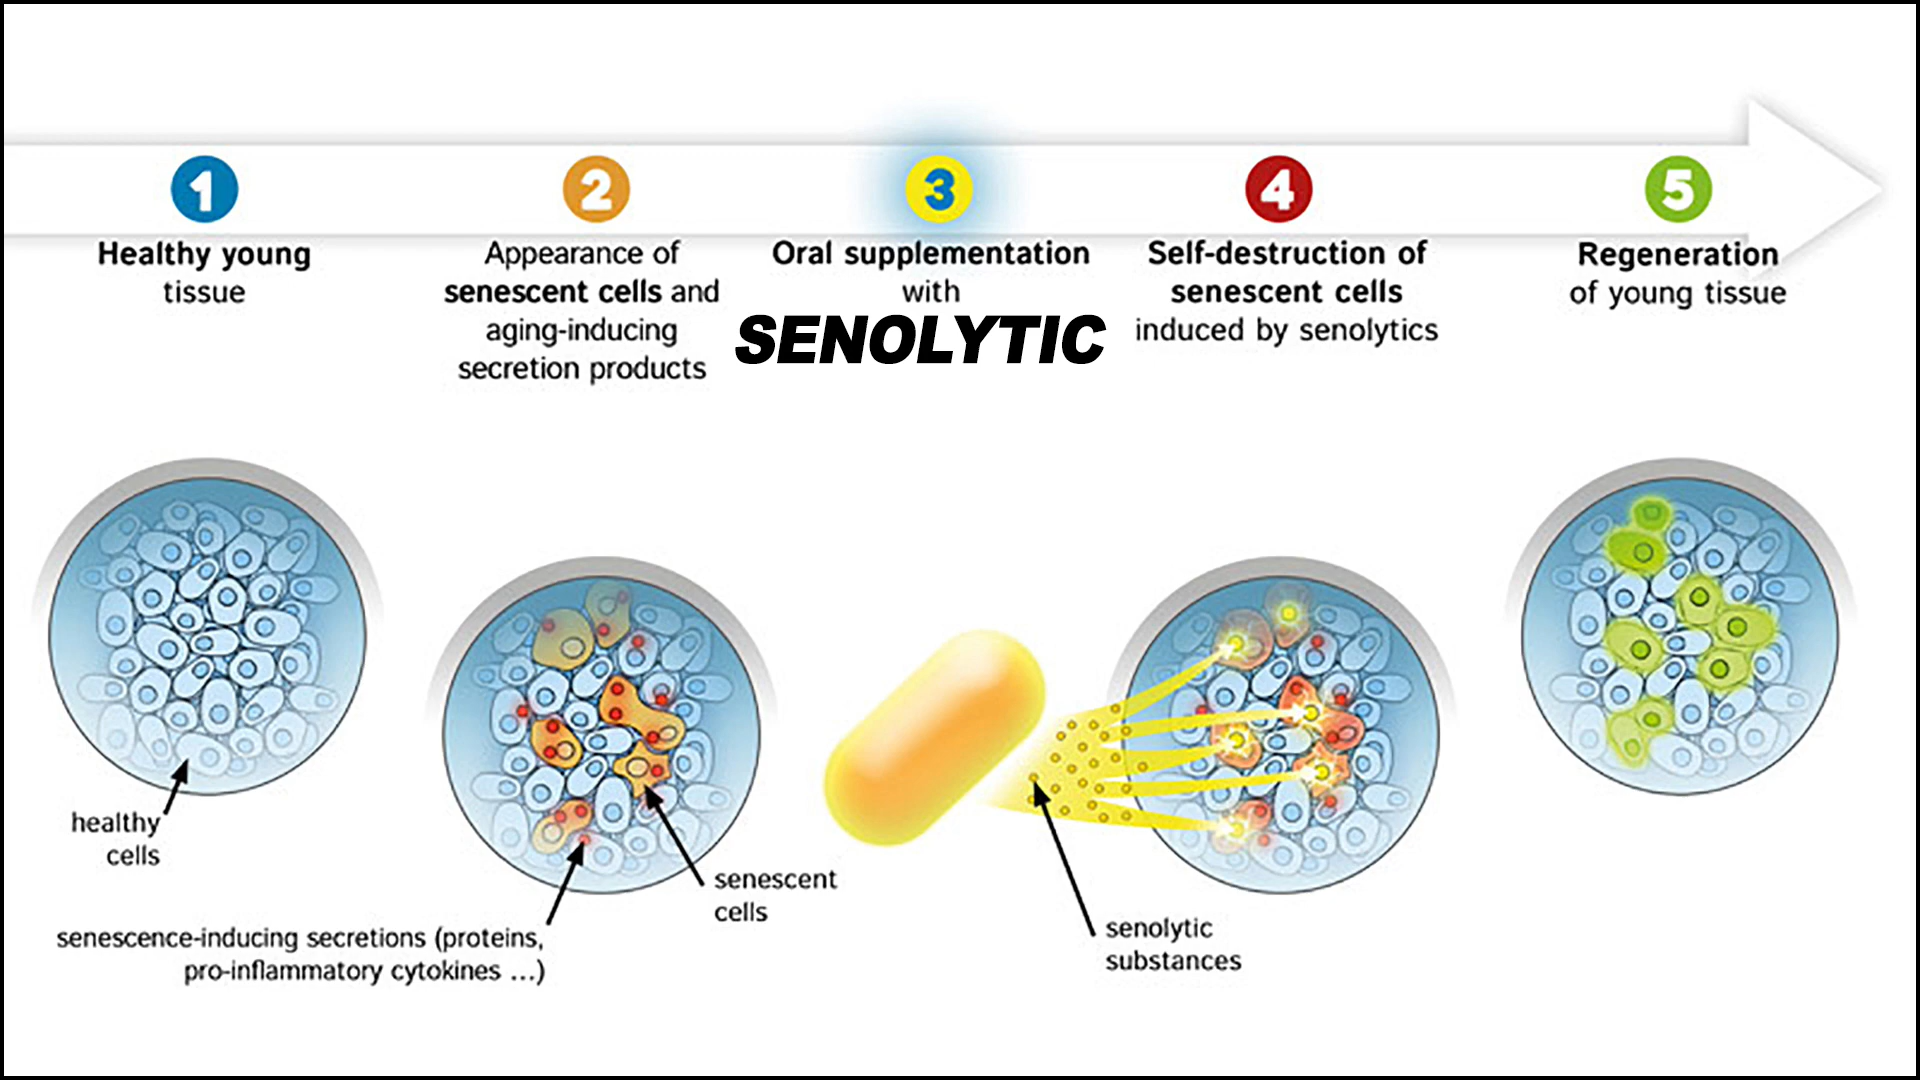 1
Healthy young
tissue
2
Appearance of
senescent cells and
aging-inducing
secretion products
3
Oral supplementation
with
SENOLYTIC
4
Self-destruction of
senescent cells
induced by senolytics
5
Regeneration
of young tissue
healthy
cells
senescence-inducing secretions (proteins,
pro-inflammatory cytokines ...)
senescent
cells
senolytic
substances